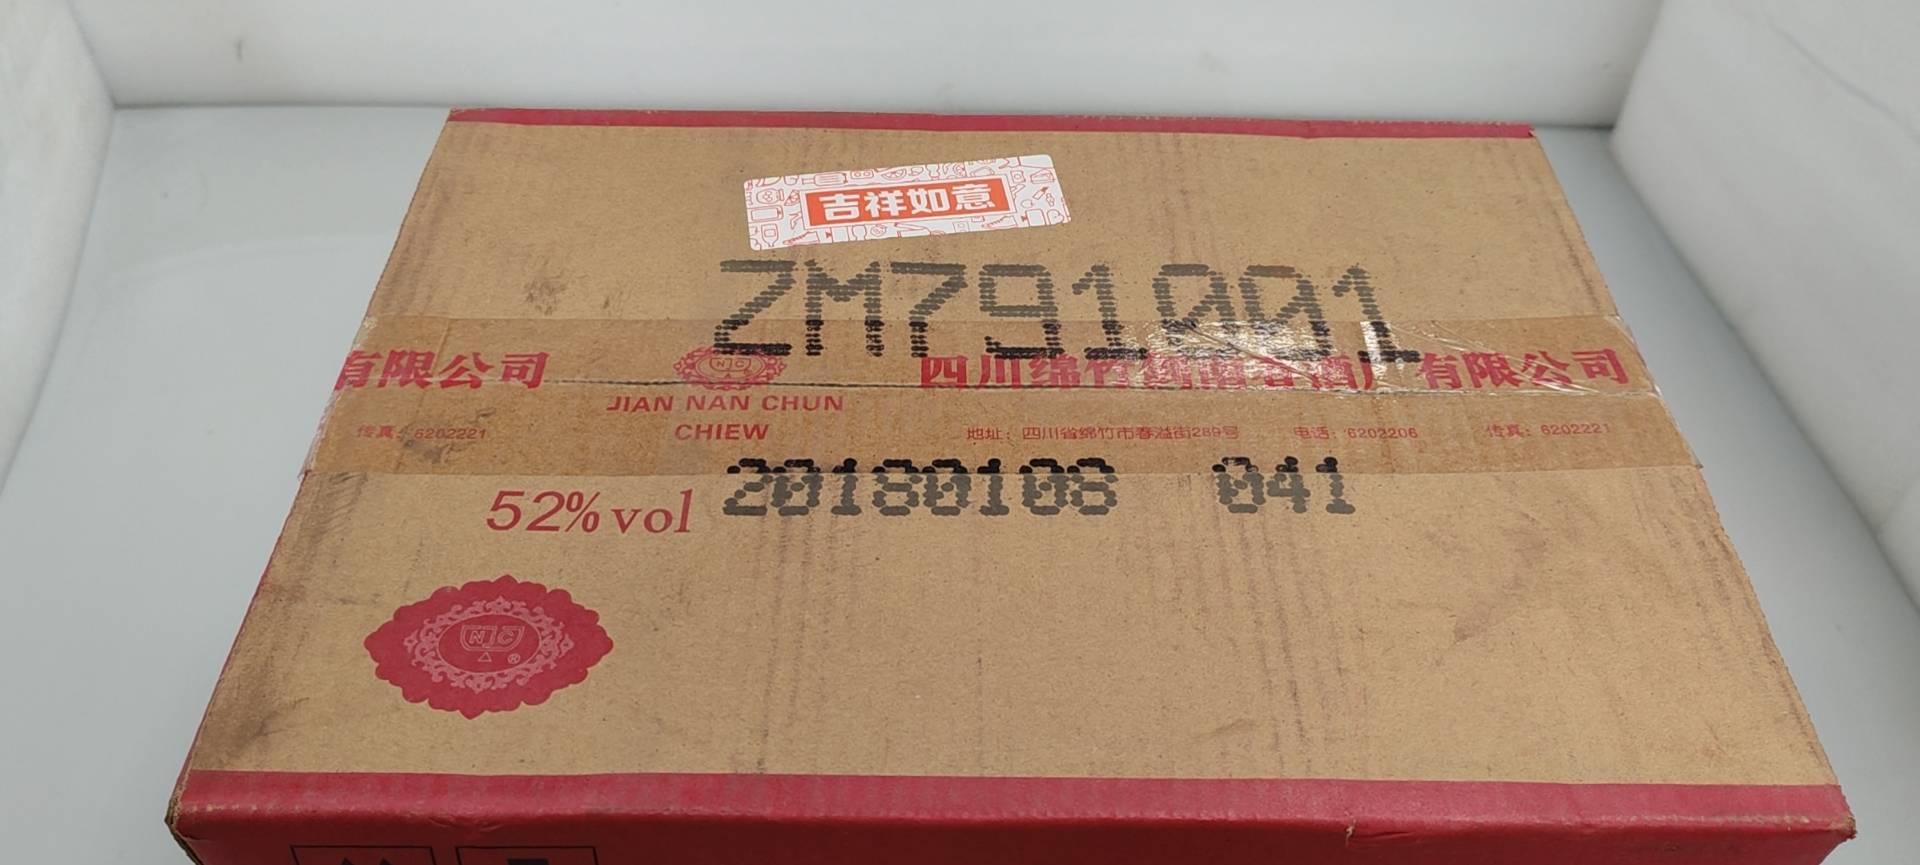 吉祥如意
ZM791001
有限公司
NC
四川绵竹剑南春酒厂有限公司
JIAN NAN CHUN
CHIEW
传真：6202221
地址：四川省绵竹市春溢街289号 电话：6202206 传真：6202221
52%vol
20180108 041
NJC
®